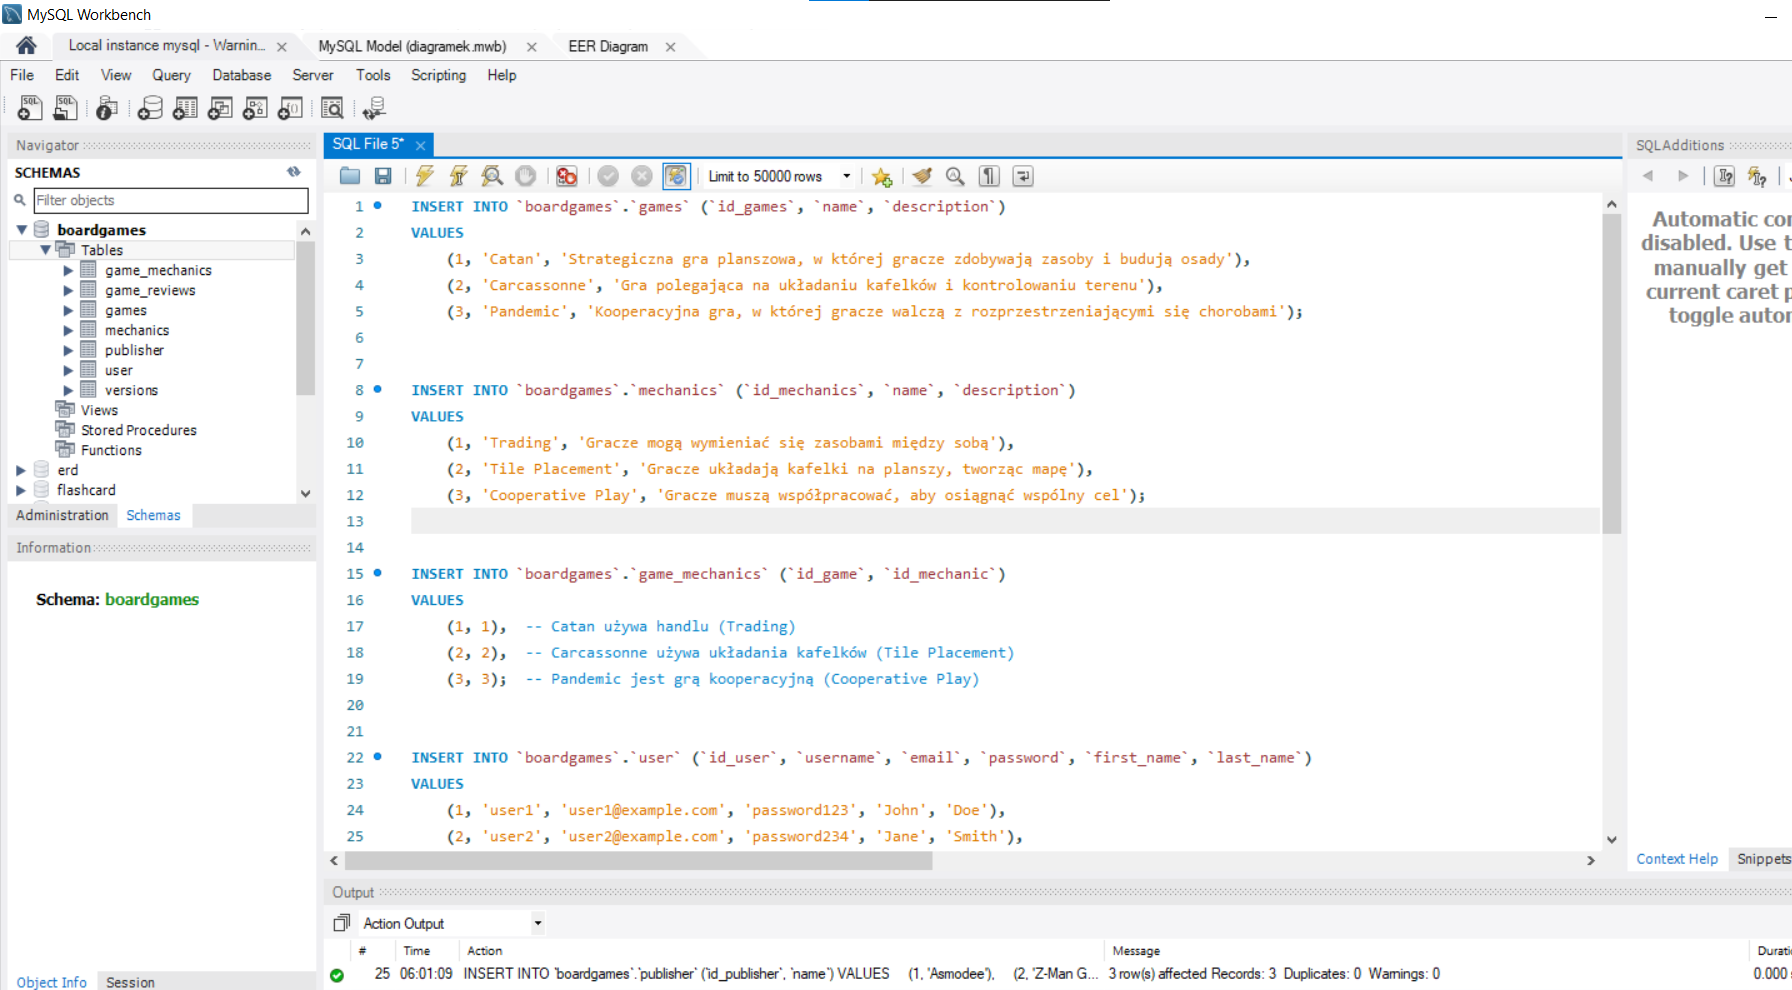 MySQL Workbench
Local instance mysql - Warnin...
MySQL Model (diagramek.mwb)
EER Diagram
File Edit View Query Database Server Tools Scripting Help
Navigator
SQL File 5*
SQLAdditions
SCHEMAS
Limit to 50000 rows
Filter objects
boardgames
Tables
game_mechanics
game_reviews
games
mechanics
publisher
user
versions
Views
Stored Procedures
Functions
erd
flashcard
Administration Schemas
Information
Schema: boardgames
Object Info Session
1 INSERT INTO `boardgames`.`games` (`id_games`, `name`, `description`)
2 VALUES
3 (1, 'Catan', 'Strategiczna gra planszowa, w której gracze zdobywają zasoby i budują osady'),
4 (2, 'Carcassonne', 'Gra polegająca na układaniu kafelków i kontrolowaniu terenu'),
5 (3, 'Pandemic', 'Kooperacyjna gra, w której gracze walczą z rozprzestrzeniającymi się chorobami');
6
7
8 INSERT INTO `boardgames`.`mechanics` (`id_mechanics`, `name`, `description`)
9 VALUES
10 (1, 'Trading', 'Gracze mogą wymieniać się zasobami między sobą'),
11 (2, 'Tile Placement', 'Gracze układają kafelki na planszy, tworząc mapę'),
12 (3, 'Cooperative Play', 'Gracze muszą współpracować, aby osiągnąć wspólny cel');
13
14
15 INSERT INTO `boardgames`.`game_mechanics` (`id_game`, `id_mechanic`)
16 VALUES
17 (1, 1), -- Catan używa handlu (Trading)
18 (2, 2), -- Carcassonne używa układania kafelków (Tile Placement)
19 (3, 3); -- Pandemic jest grą kooperacyjną (Cooperative Play)
20
21
22 INSERT INTO `boardgames`.`user` (`id_user`, `username`, `email`, `password`, `first_name`, `last_name`)
23 VALUES
24 (1, 'user1', 'user1@example.com', 'password123', 'John', 'Doe'),
25 (2, 'user2', 'user2@example.com', 'password234', 'Jane', 'Smith'),
Automatic con
disabled. Use t
manually get
current caret p
toggle autor
Context Help Snippets
Output
Action Output
# Time Action Message Duratio
25 06:01:09 INSERT INTO `boardgames`.`publisher` (`id_publisher`, `name`) VALUES (1, 'Asmodee'), (2, 'Z-Man G... 3 row(s) affected Records: 3 Duplicates: 0 Warnings: 0 0.000